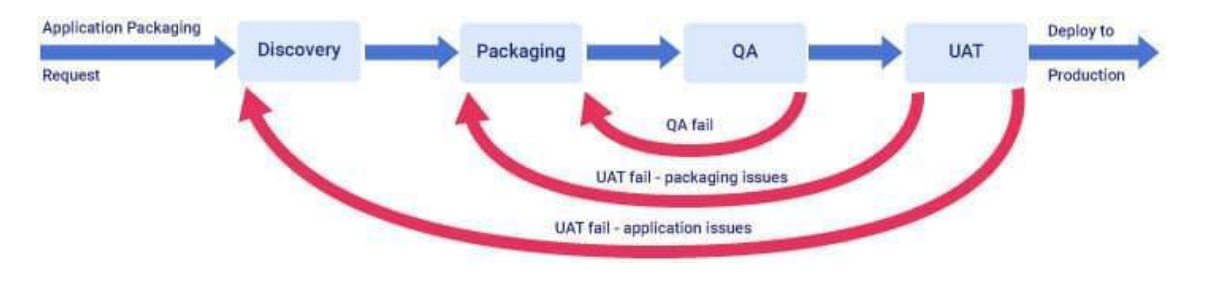 Application Packaging
Request
Discovery
Packaging
QA
UAT
Deploy to
Production
QA fail
UAT fail - packaging issues
UAT fail - application issues